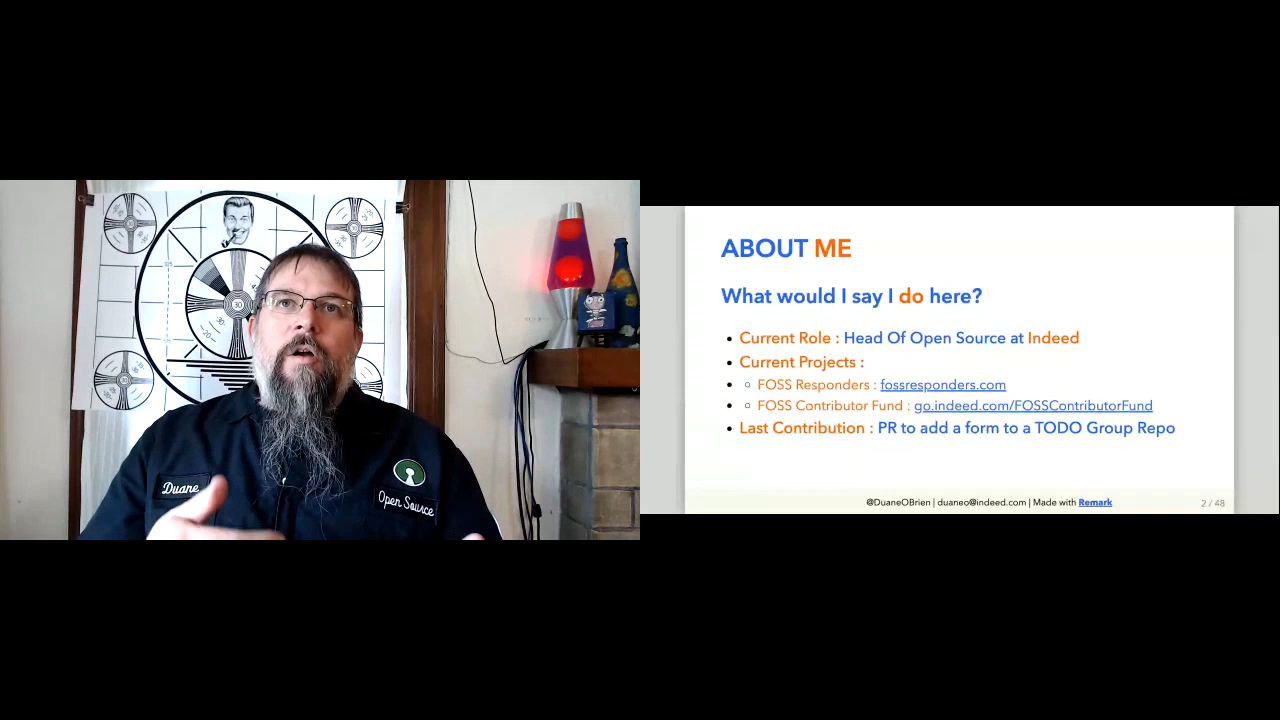 Duane
Open Source
30
ABOUT ME
What would I say I do here?
Current Role : Head Of Open Source at Indeed
Current Projects :
FOSS Responders : fossresponders.com
FOSS Contributor Fund : go.indeed.com/FOSSContributorFund
Last Contribution : PR to add a form to a TODO Group Repo
@DuaneOBrien | duaneo@indeed.com | Made with Remark
2 / 48